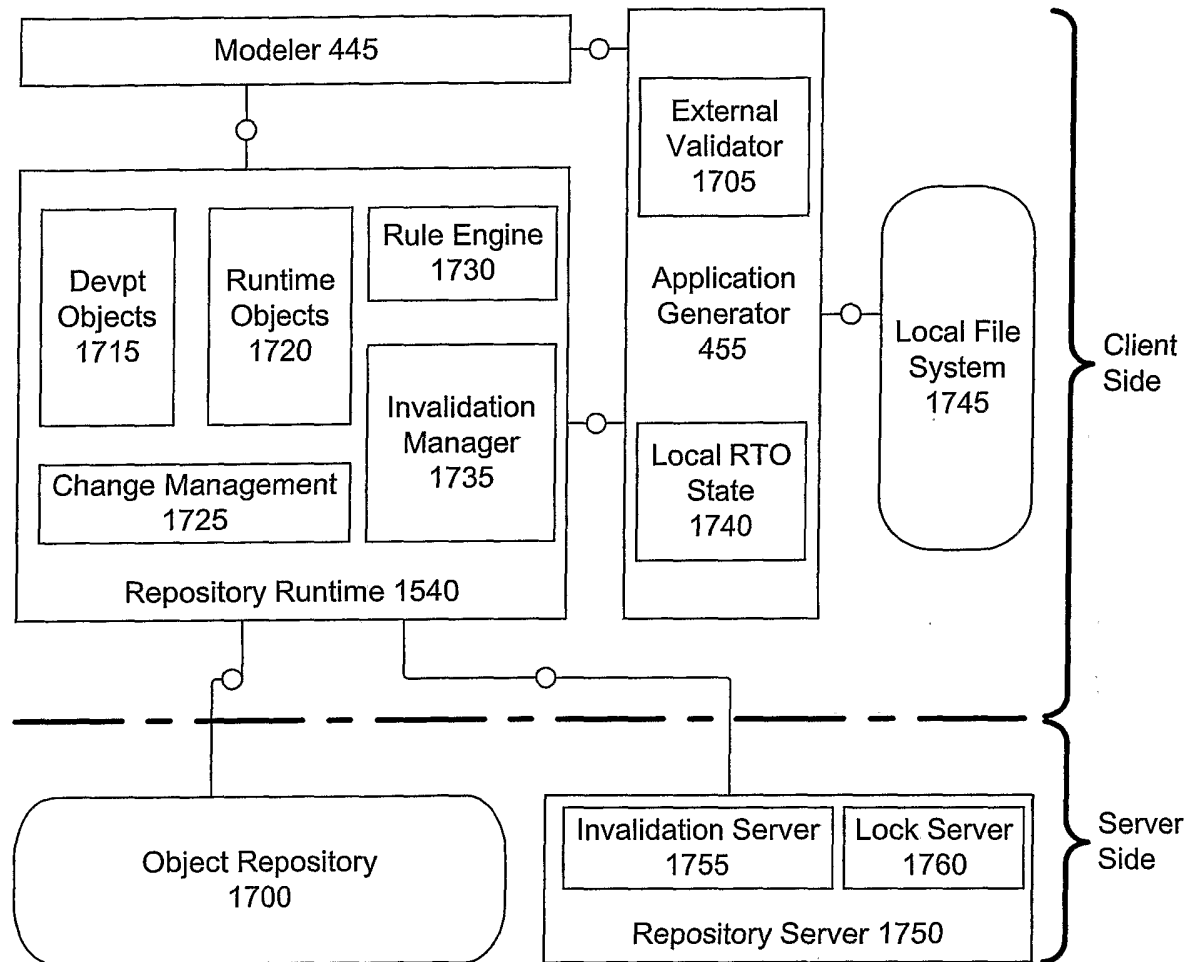 Modeler 445
External
Validator
1705
Devpt
Objects
1715
Runtime
Objects
1720
Rule Engine
1730
Invalidation
Manager
1735
Change Management
1725
Repository Runtime 1540
Application
Generator
455
Local RTO
State
1740
Local File
System
1745
Client
Side
Object Repository
1700
Invalidation Server
1755
Lock Server
1760
Repository Server 1750
Server
Side